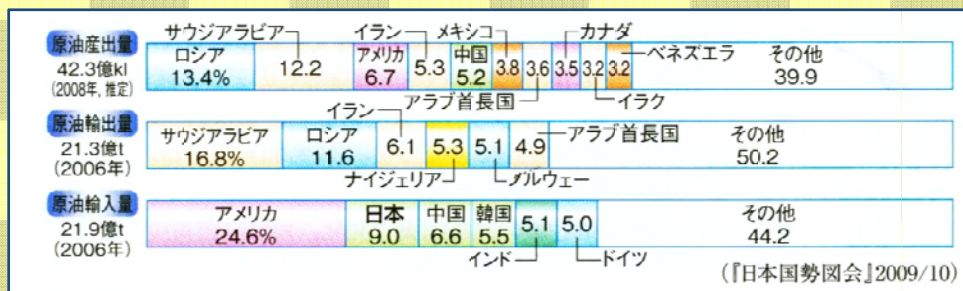 サウジアラビア イラン メキシコ カナダ
原油産出量
42.3億kl
(2008年, 推定)
ロシア 13.4%
12.2
アメリカ 6.7
5.3
中国 5.2
3.8
3.6
3.5
3.2
3.2
ベネズエラ
その他 39.9
アラブ首長国
イラク
イラン
原油輸出量
21.3億t
(2006年)
サウジアラビア 16.8%
ロシア 11.6
6.1
5.3
5.1
4.9
アラブ首長国
その他 50.2
ナイジェリア
ノルウェー
原油輸入量
21.9億t
(2006年)
アメリカ 24.6%
日本 9.0
中国 6.6
韓国 5.5
5.1
5.0
その他 44.2
インド
ドイツ
(『日本国勢図会』2009/10)